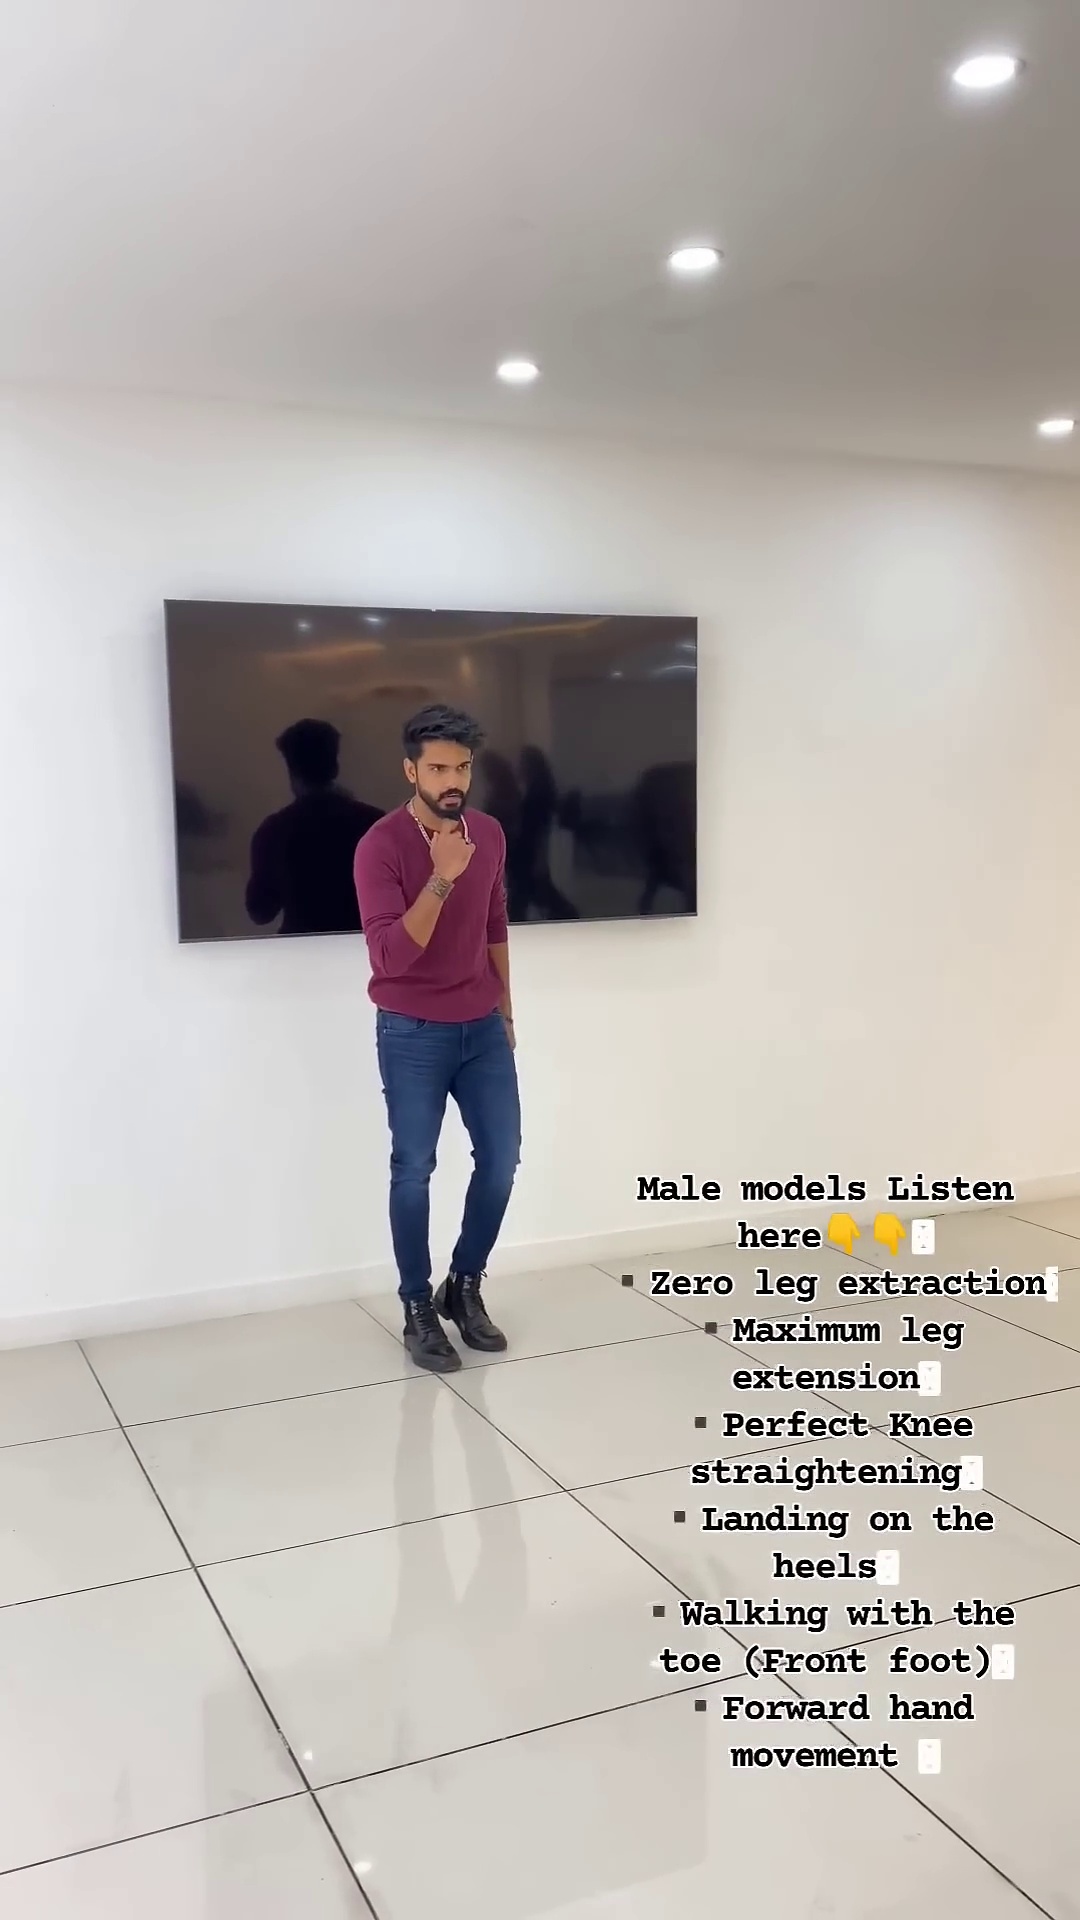 Male models Listen
here👇👇
▪ Zero leg extraction
▪ Maximum leg
extension
▪ Perfect Knee
straightening
▪ Landing on the
heels
▪ Walking with the
toe (Front foot)
▪ Forward hand
movement